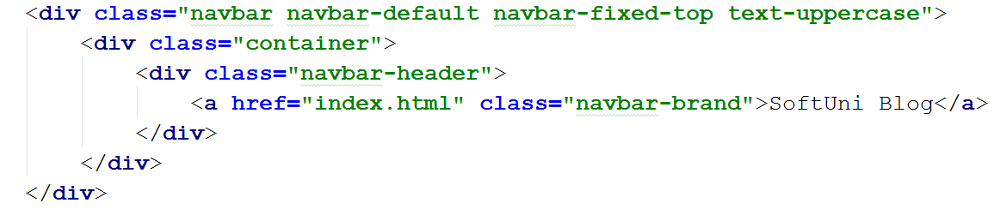 <div class="navbar navbar-default navbar-fixed-top text-uppercase">
    <div class="container">
        <div class="navbar-header">
            <a href="index.html" class="navbar-brand">SoftUni Blog</a>
        </div>
    </div>
</div>